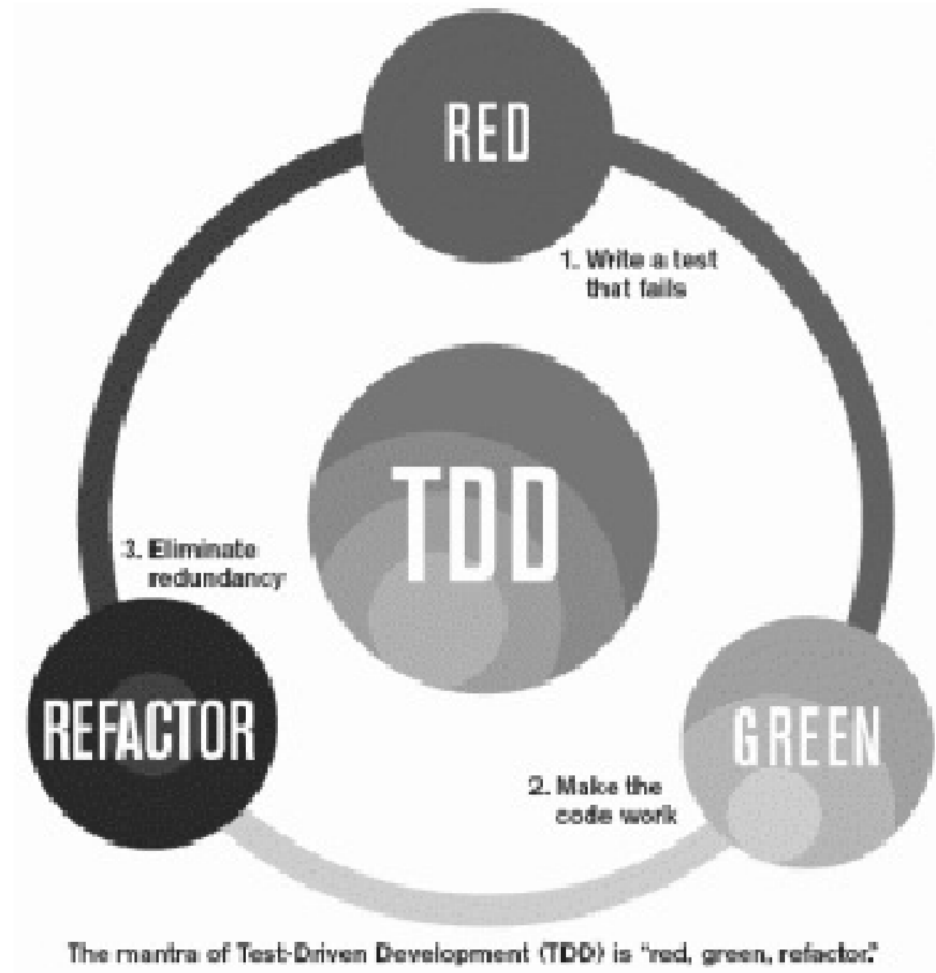 RED
1. Write a test
that fails
TDD
3. Eliminate
redundancy
REFACTOR
GREEN
2. Make the
code work
The mantra of Test-Driven Development (TDD) is "red, green, refactor."